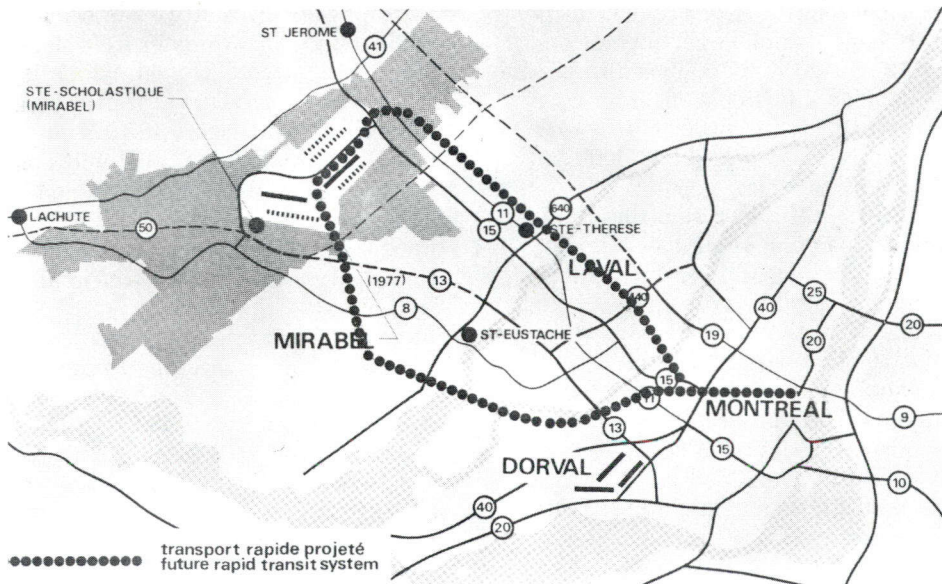 ST JEROME
41
STE-SCHOLASTIQUE
(MIRABEL)
LACHUTE
50
11
15
640
STE-THERESE
LAVAL
440
(1977)
13
8
MIRABEL
ST-EUSTACHE
40
25
20
19
20
15
11
MONTREAL
9
13
15
DORVAL
10
40
20
transport rapide projeté
future rapid transit system